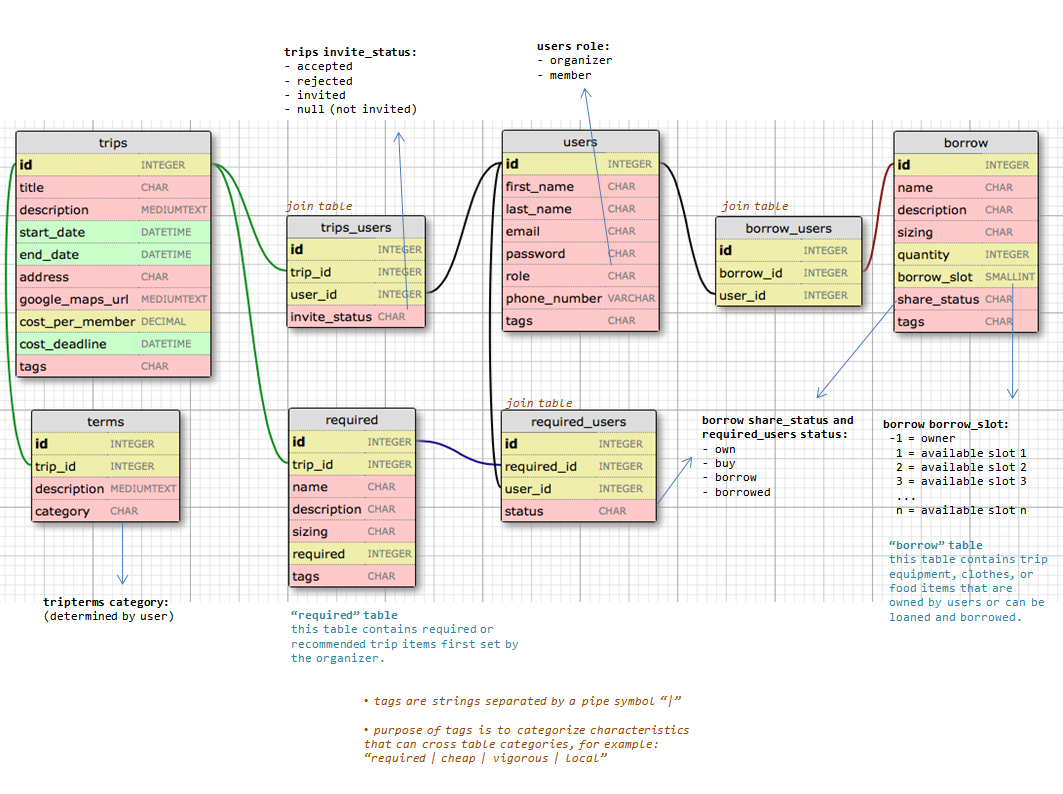 trips invite_status:
- accepted
- rejected
- invited
- null (not invited)
users role:
- organizer
- member
trips
id INTEGER
title CHAR
description MEDIUMTEXT
start_date DATETIME
end_date DATETIME
address CHAR
google_maps_url MEDIUMTEXT
cost_per_member DECIMAL
cost_deadline DATETIME
tags CHAR
join table
trips_users
id INTEGER
trip_id INTEGER
user_id INTEGER
invite_status CHAR
users
id INTEGER
first_name CHAR
last_name CHAR
email CHAR
password CHAR
role CHAR
phone_number VARCHAR
tags CHAR
join table
borrow_users
id INTEGER
borrow_id INTEGER
user_id INTEGER
borrow
id INTEGER
name CHAR
description CHAR
sizing CHAR
quantity INTEGER
borrow_slot SMALLINT
share_status CHAR
tags CHAR
terms
id INTEGER
trip_id INTEGER
description MEDIUMTEXT
category CHAR
required
id INTEGER
trip_id INTEGER
name CHAR
description CHAR
sizing CHAR
required INTEGER
tags CHAR
join table
required_users
id INTEGER
required_id INTEGER
user_id INTEGER
status CHAR
borrow share_status and
required_users status:
- own
- buy
- borrow
- borrowed
borrow borrow_slot:
-1 = owner
1 = available slot 1
2 = available slot 2
3 = available slot 3
...
n = available slot n
“borrow” table
this table contains trip
equipment, clothes, or
food items that are
owned by users or can be
loaned and borrowed.
tripterms category:
(determined by user)
“required” table
this table contains required or
recommended trip items first set by
the organizer.
• tags are strings separated by a pipe symbol “|”
• purpose of tags is to categorize characteristics
that can cross table categories, for example:
“required | cheap | vigorous | local”